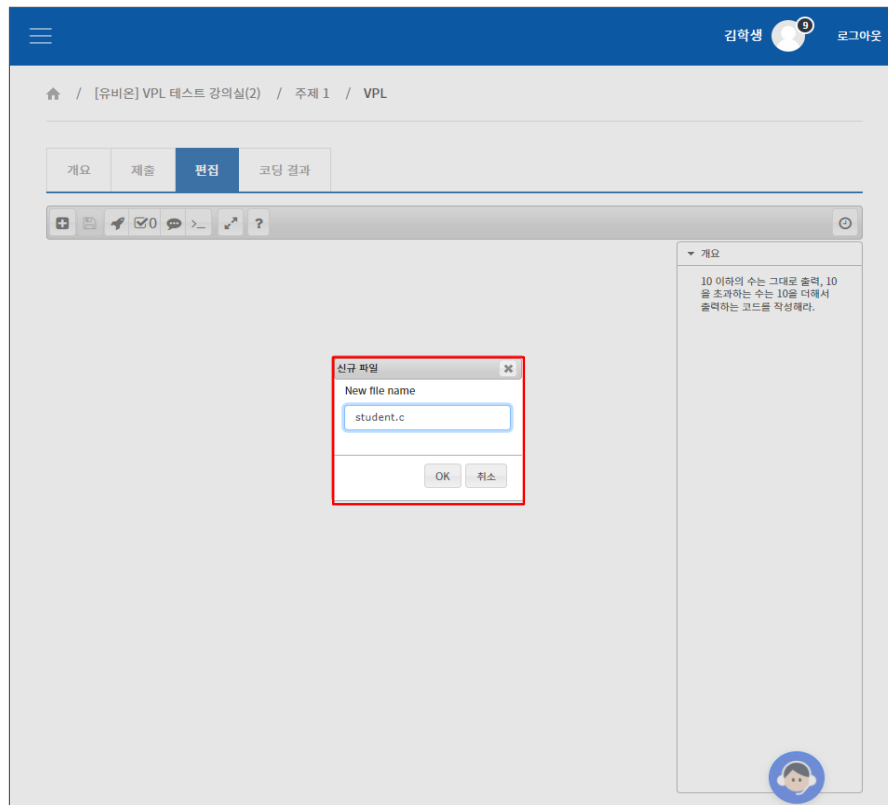 김학생
9
로그아웃
/ [유비온] VPL 테스트 강의실(2) / 주제 1 / VPL
개요
제출
편집
코딩 결과
0
>_
?
개요
10 이하의 수는 그대로 출력, 10
을 초과하는 수는 10을 더해서
출력하는 코드를 작성해라.
신규 파일
New file name
student.c
OK
취소